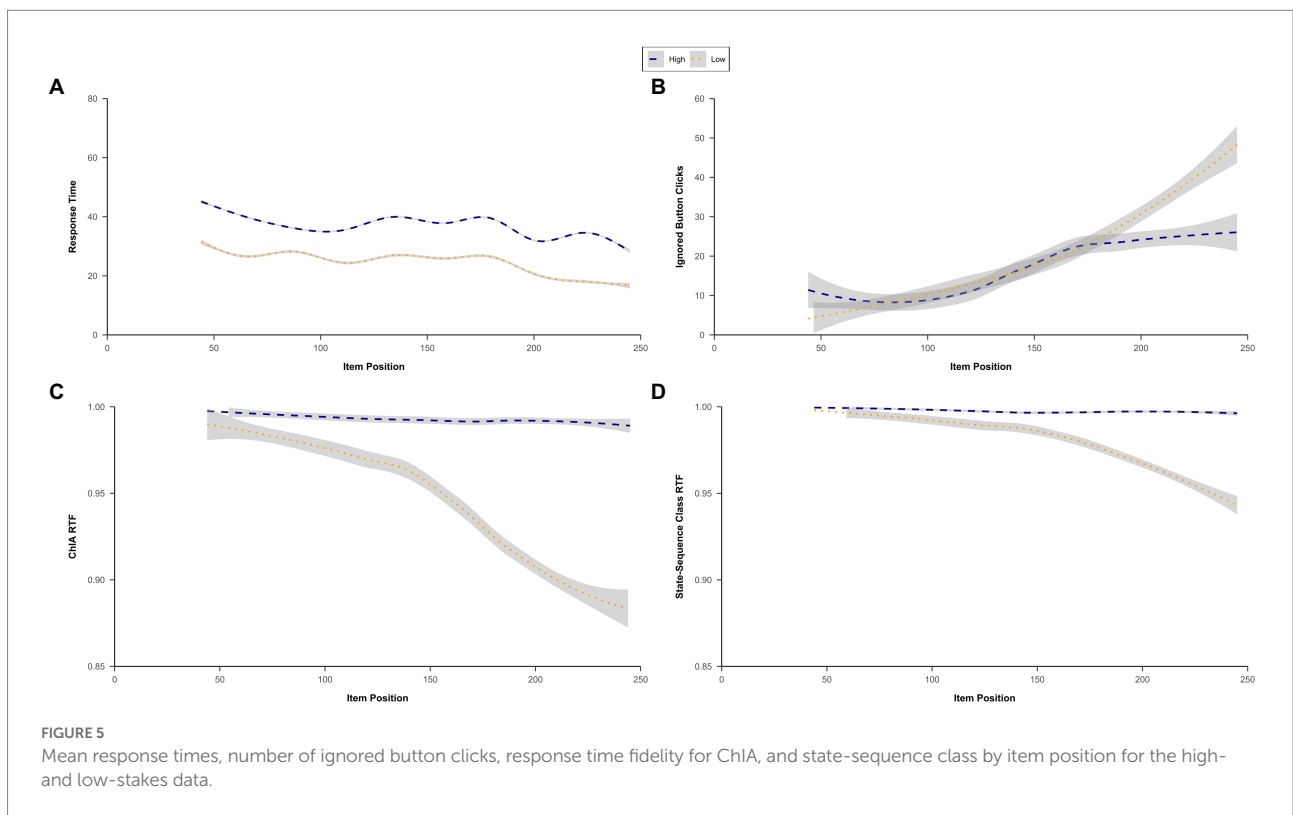 High Low
A
80
60
40
20
0
Response Time
0 50 100 150 200 250
Item Position
B
60
50
40
30
20
10
0
Ignored Button Clicks
0 50 100 150 200 250
Item Position
C
1.00
0.95
0.90
0.85
ChIA RTF
0 50 100 150 200 250
Item Position
D
1.00
0.95
0.90
0.85
State-Sequence Class RTF
0 50 100 150 200 250
Item Position
FIGURE 5
Mean response times, number of ignored button clicks, response time fidelity for ChIA, and state-sequence class by item position for the high-
and low-stakes data.